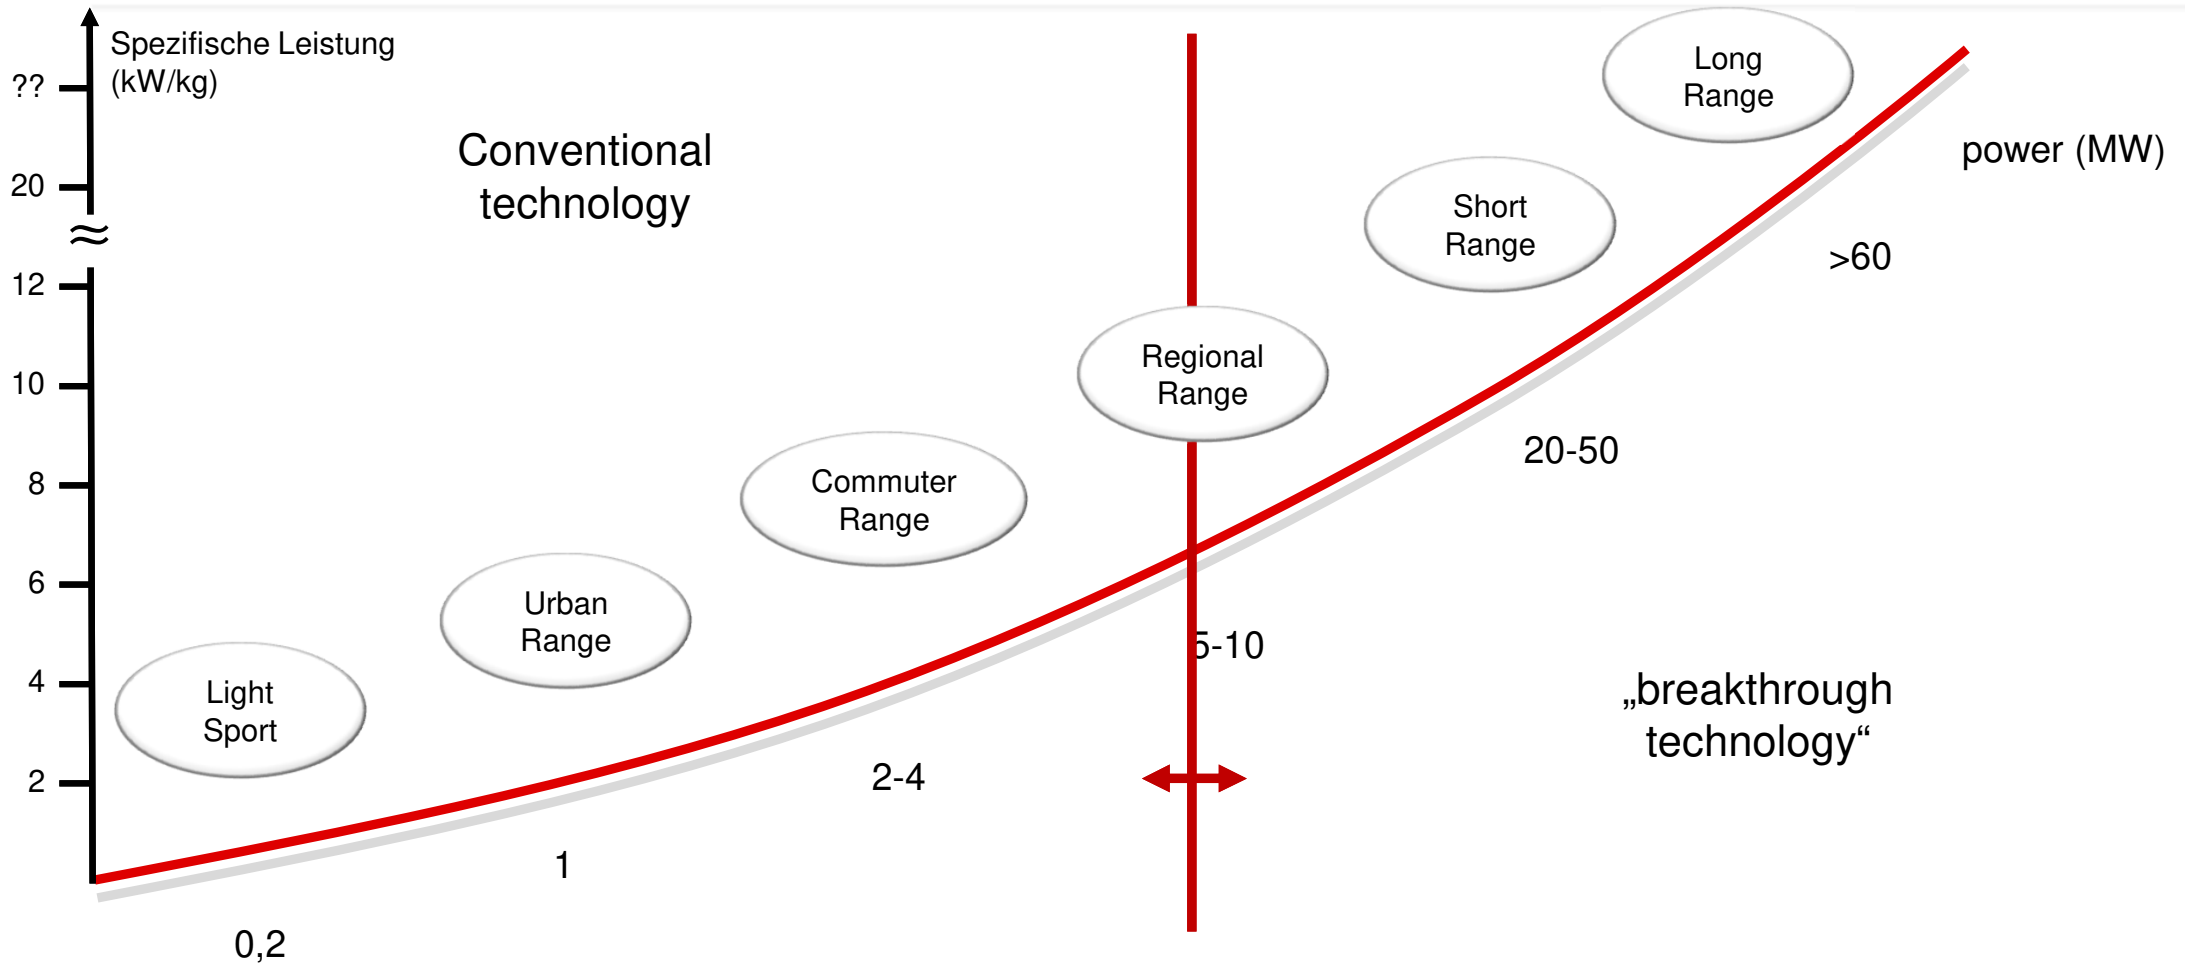 Spezifische Leistung
(kW/kg)
??
20
12
10
8
6
4
2
Conventional
technology
Long
Range
power (MW)
Short
Range
>60
Regional
Range
20-50
Commuter
Range
5-10
Urban
Range
„breakthrough
technology“
Light
Sport
2-4
1
0,2